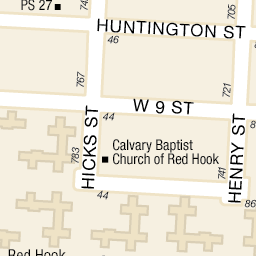 PS 27
HUNTINGTON ST
46
705
767
721
W 9 ST
44
HICKS ST
Calvary Baptist
Church of Red Hook
783
741
HENRY ST
44
Red Hook